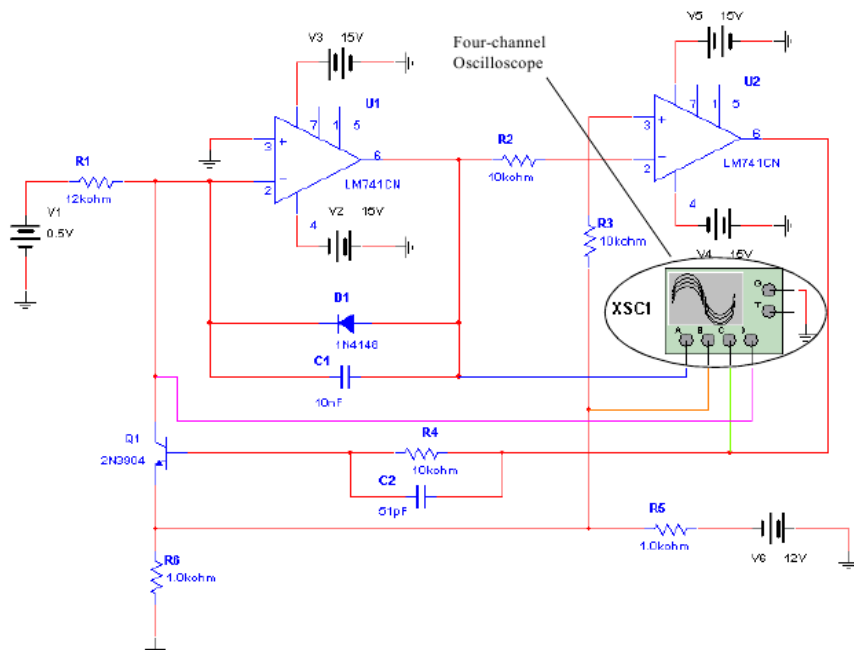 V5 15V
V3 15V
Four-channel
Oscilloscope
U2
U1
7 1 5
3 +
6
2 −
LM741CN
4
7 1 5
3 +
6
2 −
LM741CN
4
R1
12kohm
R2
10kohm
V1
0.5V
V2 15V
R3
10kohm
V4 15V
XSC1
G
T
A B C
D1
1N4148
C1
10nF
Q1
2N3904
R4
10kohm
C2
51pF
R5
1.0kohm
V6 12V
R6
1.0kohm